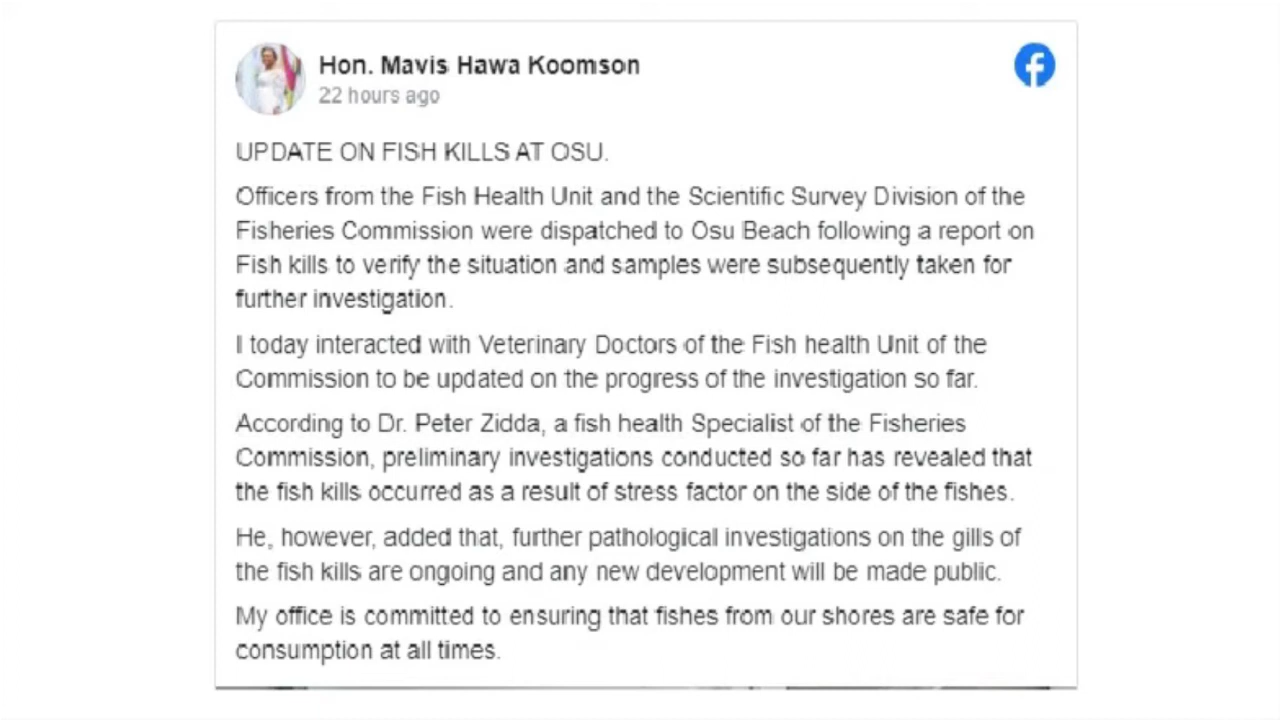 Hon. Mavis Hawa Koomson
22 hours ago
UPDATE ON FISH KILLS AT OSU.
Officers from the Fish Health Unit and the Scientific Survey Division of the
Fisheries Commission were dispatched to Osu Beach following a report on
Fish kills to verify the situation and samples were subsequently taken for
further investigation.
I today interacted with Veterinary Doctors of the Fish health Unit of the
Commission to be updated on the progress of the investigation so far.
According to Dr. Peter Zidda, a fish health Specialist of the Fisheries
Commission, preliminary investigations conducted so far has revealed that
the fish kills occurred as a result of stress factor on the side of the fishes.
He, however, added that, further pathological investigations on the gills of
the fish kills are ongoing and any new development will be made public.
My office is committed to ensuring that fishes from our shores are safe for
consumption at all times.